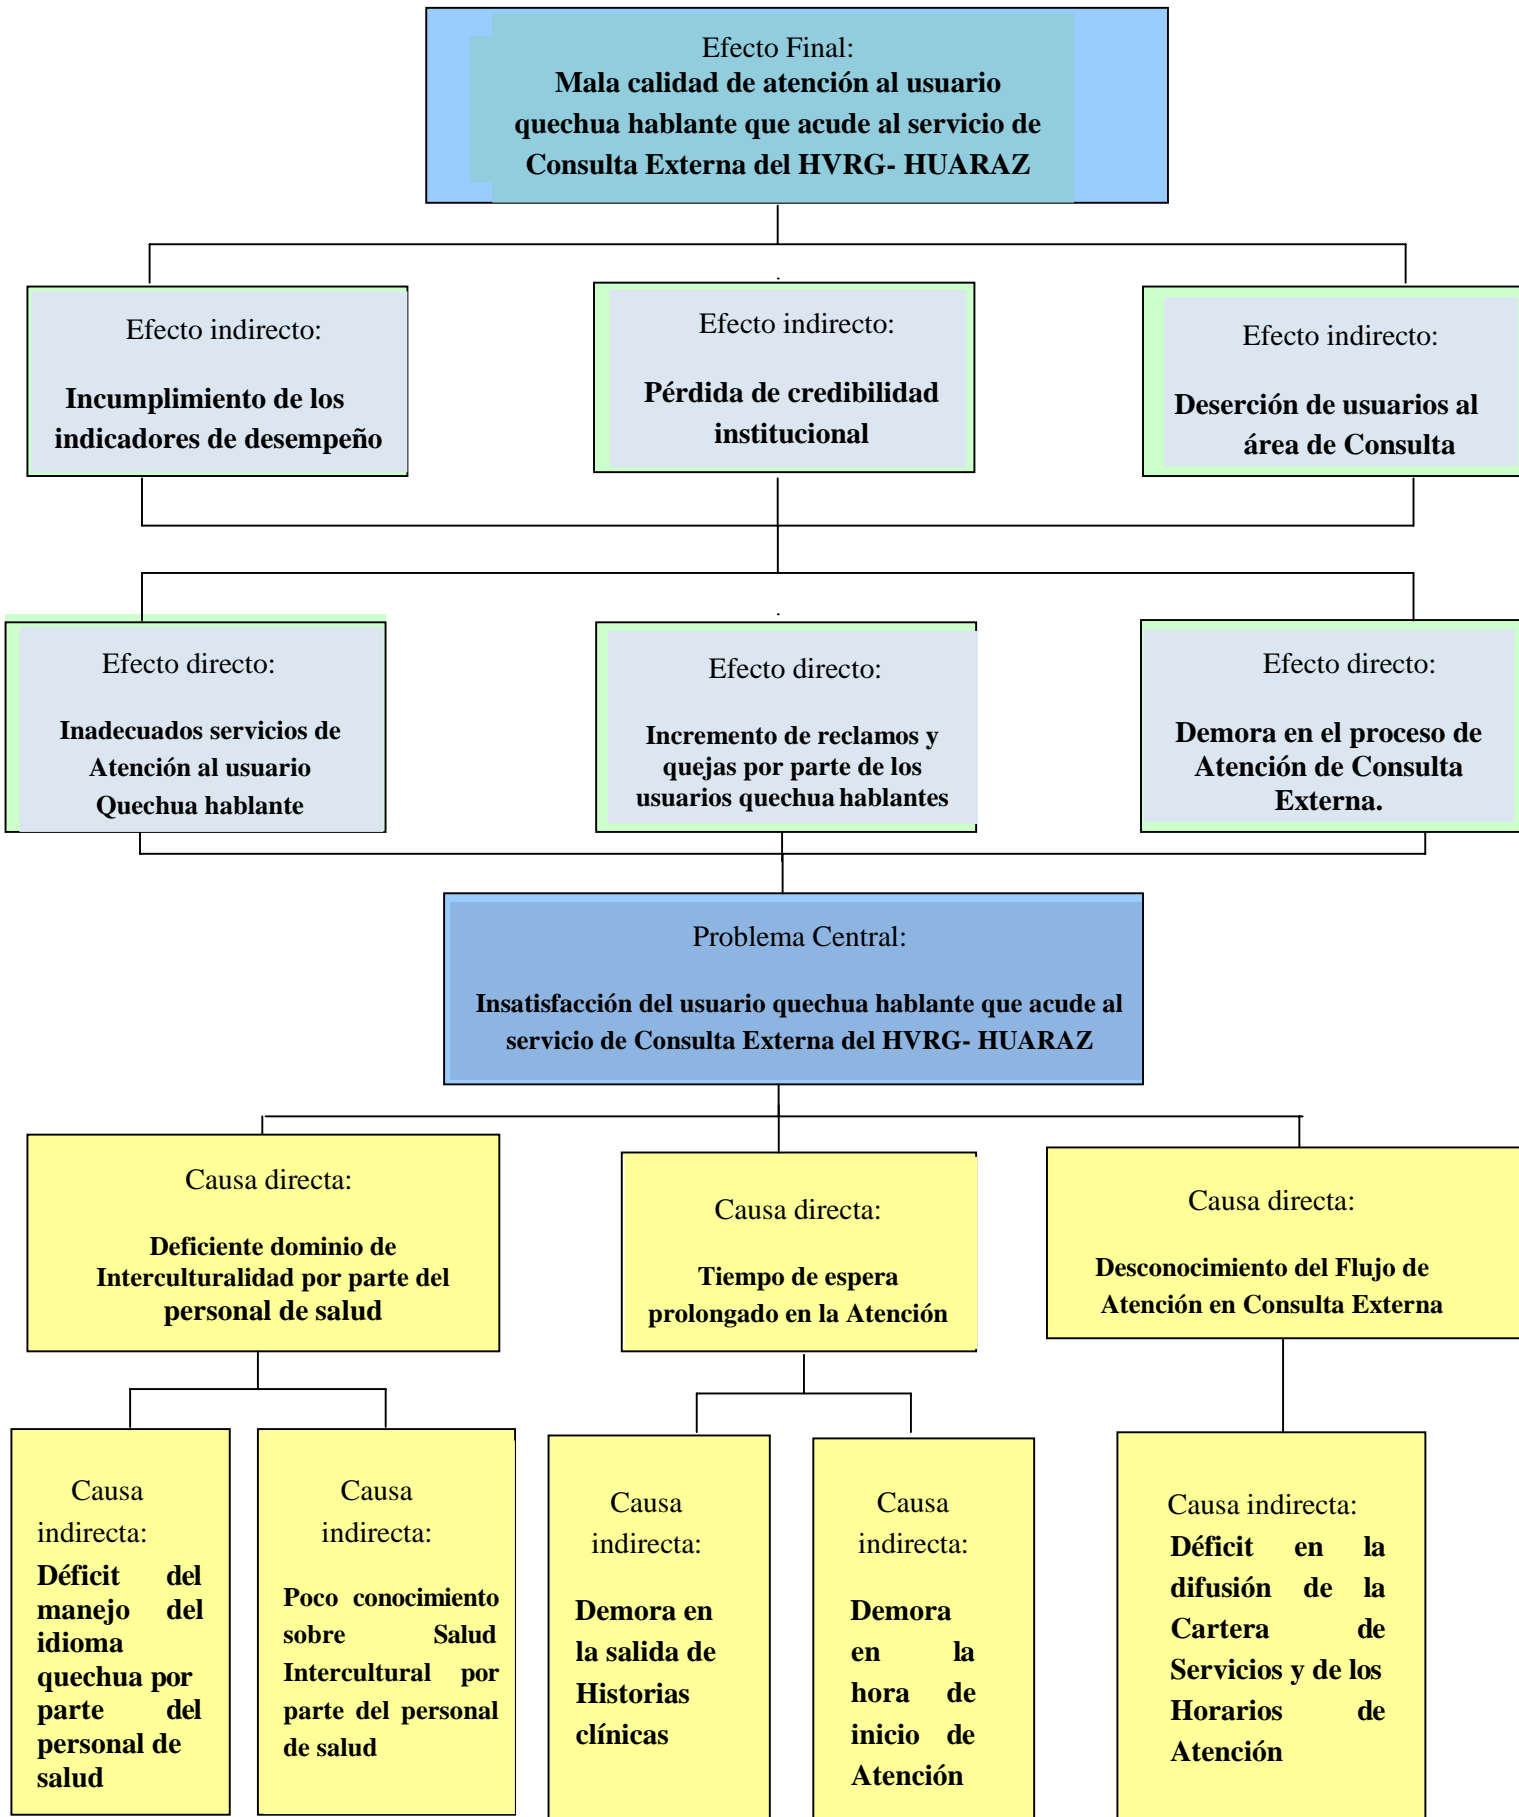 Efecto Final:
Mala calidad de atención al usuario
quechua hablante que acude al servicio de
Consulta Externa del HVRG- HUARAZ
Efecto indirecto:
Incumplimiento de los
indicadores de desempeño
Efecto indirecto:
Pérdida de credibilidad
institucional
Efecto indirecto:
Deserción de usuarios al
área de Consulta
Efecto directo:
Inadecuados servicios de
Atención al usuario
Quechua hablante
Efecto directo:
Incremento de reclamos y
quejas por parte de los
usuarios quechua hablantes
Efecto directo:
Demora en el proceso de
Atención de Consulta
Externa.
Problema Central:
Insatisfacción del usuario quechua hablante que acude al
servicio de Consulta Externa del HVRG- HUARAZ
Causa directa:
Deficiente dominio de
Interculturalidad por parte del
personal de salud
Causa directa:
Tiempo de espera
prolongado en la Atención
Causa directa:
Desconocimiento del Flujo de
Atención en Consulta Externa
Causa
indirecta:
Déficit del
manejo del
idioma
quechua por
parte del
personal de
salud
Causa
indirecta:
Poco conocimiento
sobre Salud
Intercultural por
parte del personal
de salud
Causa
indirecta:
Demora en
la salida de
Historias
clínicas
Causa
indirecta:
Demora
en la
hora de
inicio de
Atención
Causa indirecta:
Déficit en la
difusión de la
Cartera de
Servicios y de los
Horarios de
Atención